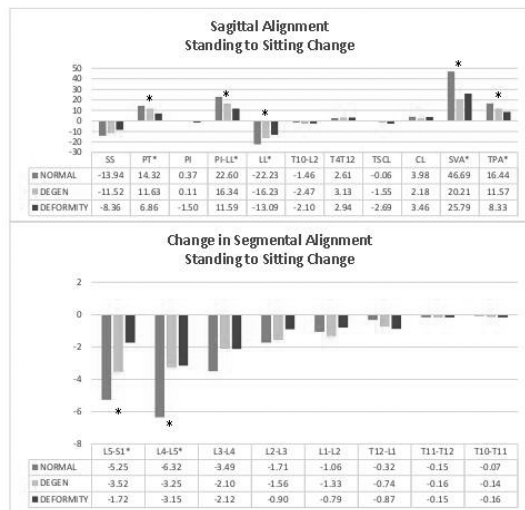 Sagittal Alignment
Standing to Sitting Change
50
40
30
20
10
0
-10
-20
-30
* * * * *
SS PT* PI PI-LL* LL* T10-L2 T4T12 TSCL CL SVA* TPA*
NORMAL -13.94 14.32 0.37 22.60 -22.23 -1.46 2.61 -0.06 3.98 46.69 16.44
DEGEN -11.52 11.63 0.11 16.34 -16.23 -2.47 3.13 -1.55 2.18 20.21 11.57
DEFORMITY -8.36 6.86 -1.50 11.59 -13.09 -2.10 2.94 -2.69 3.46 25.79 8.33
Change in Segmental Alignment
Standing to Sitting Change
0
-2
-4
-6
-8
* *
L5-S1* L4-L5* L3-L4 L2-L3 L1-L2 T12-L1 T11-T12 T10-T11
NORMAL -5.25 -6.32 -3.49 -1.71 -1.06 -0.32 -0.15 -0.07
DEGEN -3.52 -3.25 -2.10 -1.56 -1.33 -0.74 -0.16 -0.14
DEFORMITY -1.72 -3.15 -2.12 -0.90 -0.79 -0.87 -0.15 -0.16